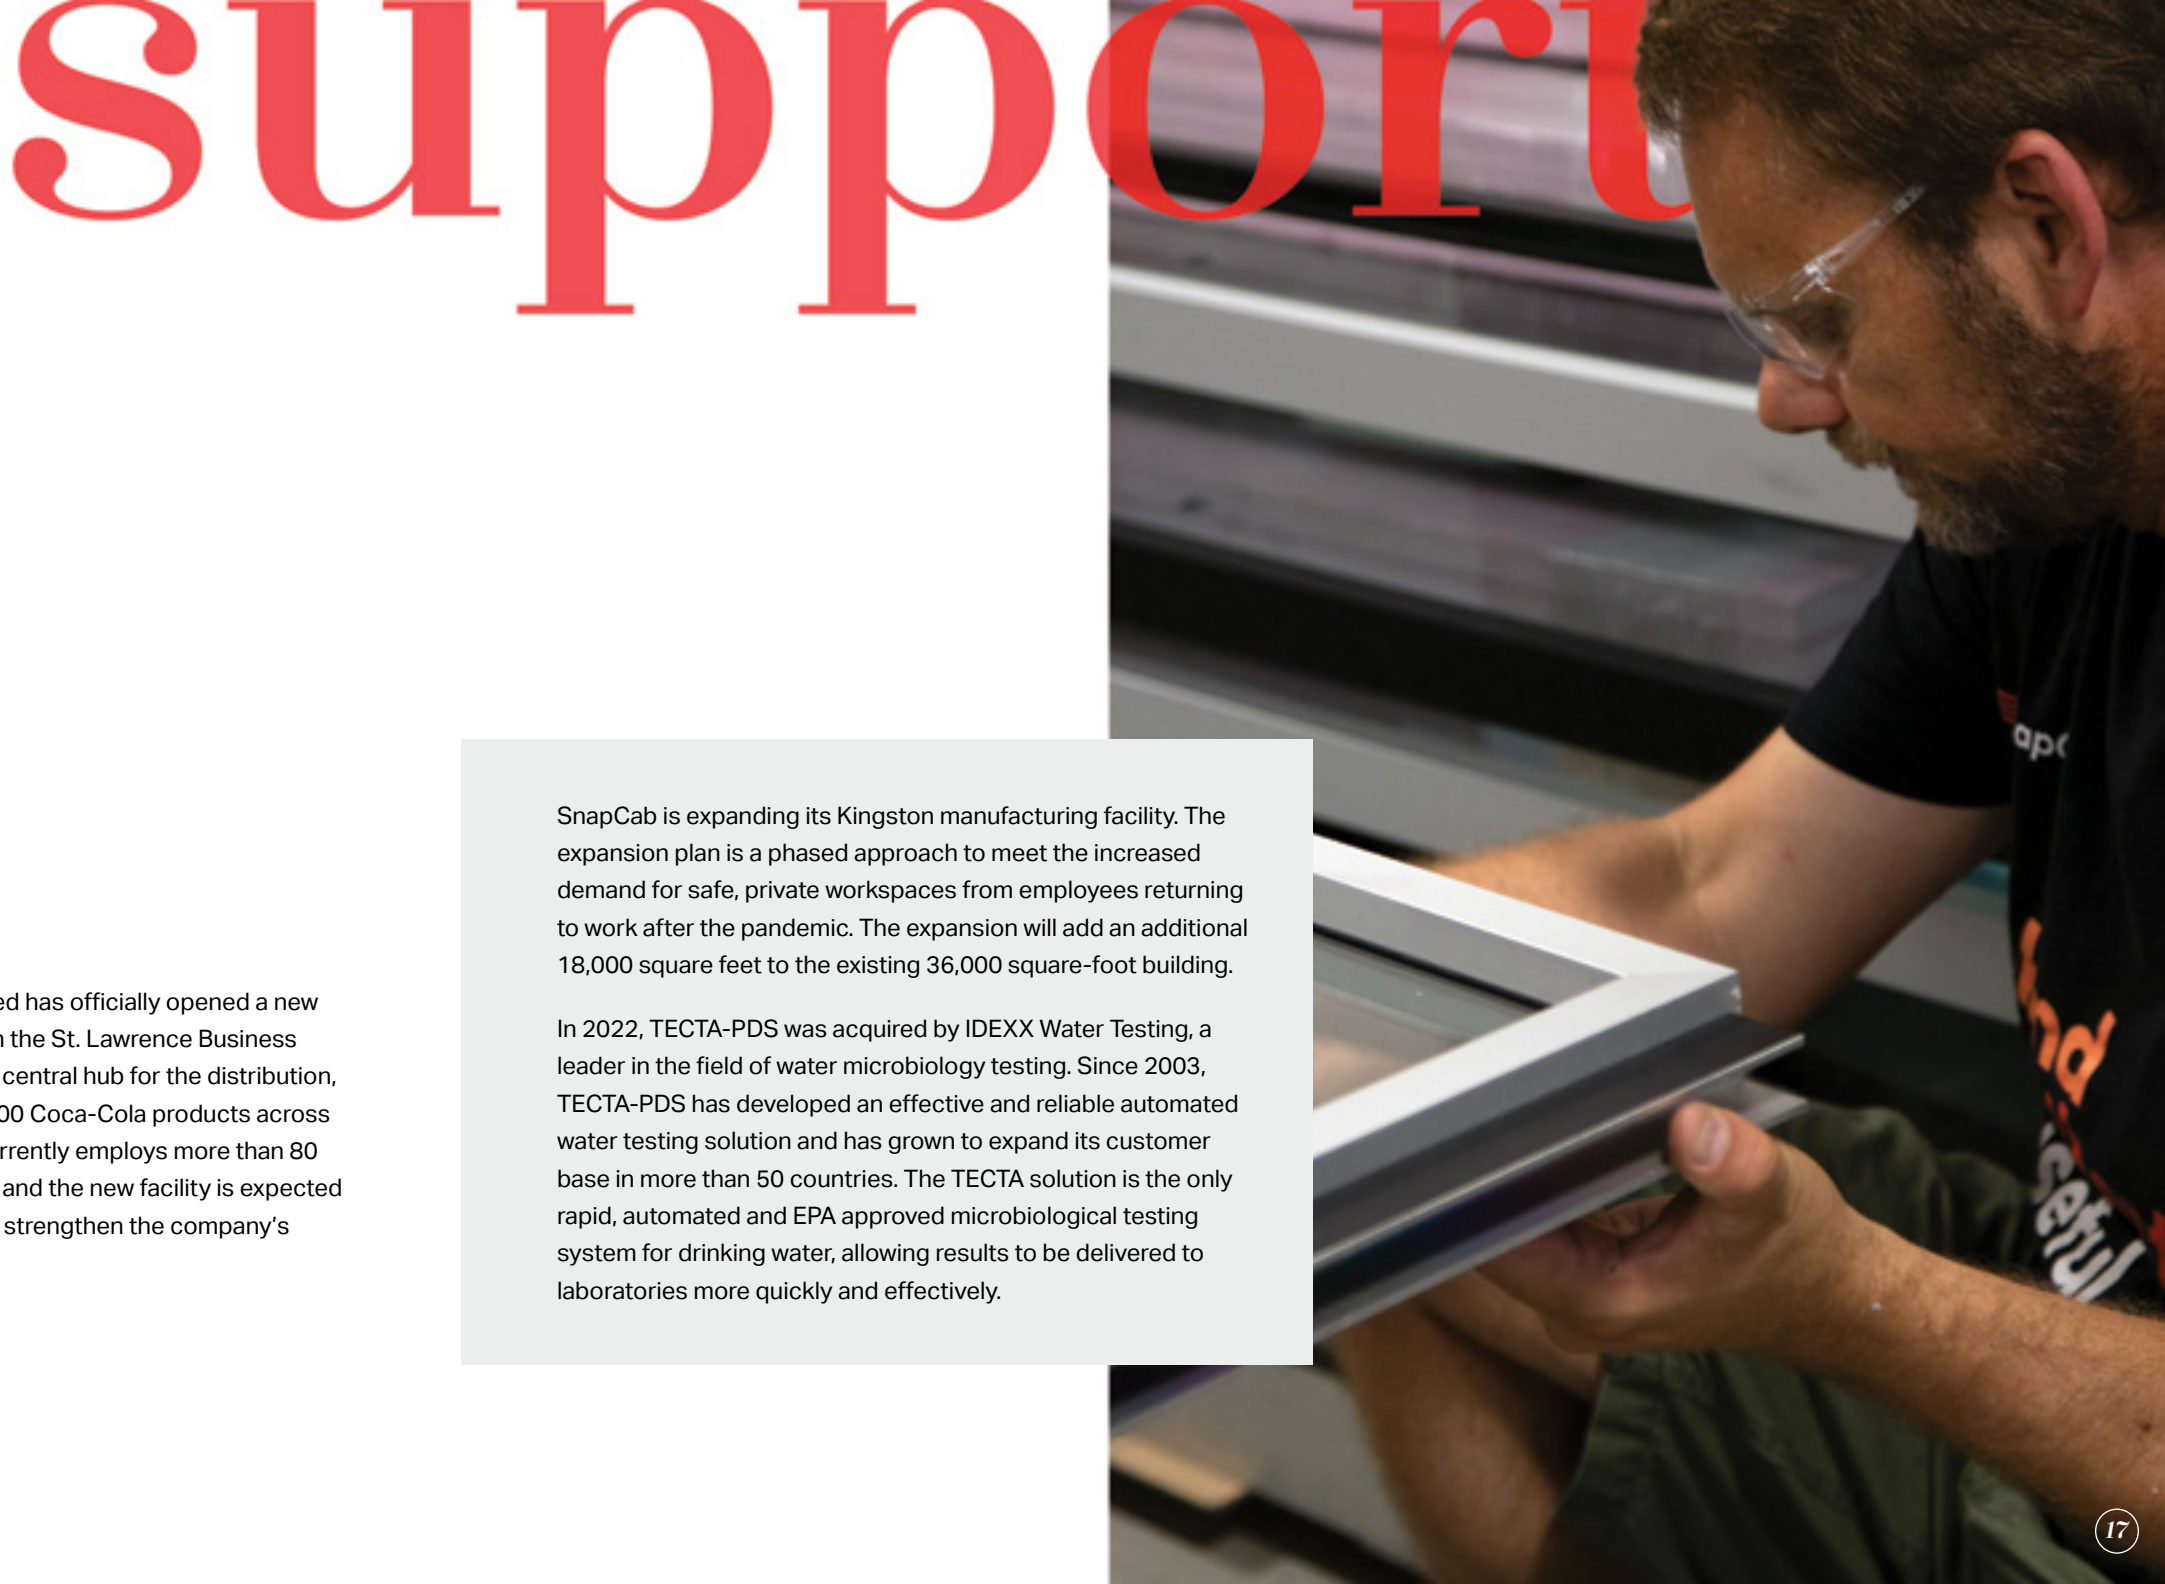 support
has officially opened a new
the St. Lawrence Business
central hub for the distribution,
Coca-Cola products across
employs more than 80
and the new facility is expected
strengthen the company's
SnapCab is expanding its Kingston manufacturing facility. The
expansion plan is a phased approach to meet the increased
demand for safe, private workspaces from employees returning
to work after the pandemic. The expansion will add an additional
18,000 square feet to the existing 36,000 square-foot building.
In 2022, TECTA-PDS was acquired by IDEXX Water Testing, a
leader in the field of water microbiology testing. Since 2003,
TECTA-PDS has developed an effective and reliable automated
water testing solution and has grown to expand its customer
base in more than 50 countries. The TECTA solution is the only
rapid, automated and EPA approved microbiological testing
system for drinking water, allowing results to be delivered to
laboratories more quickly and effectively.
17